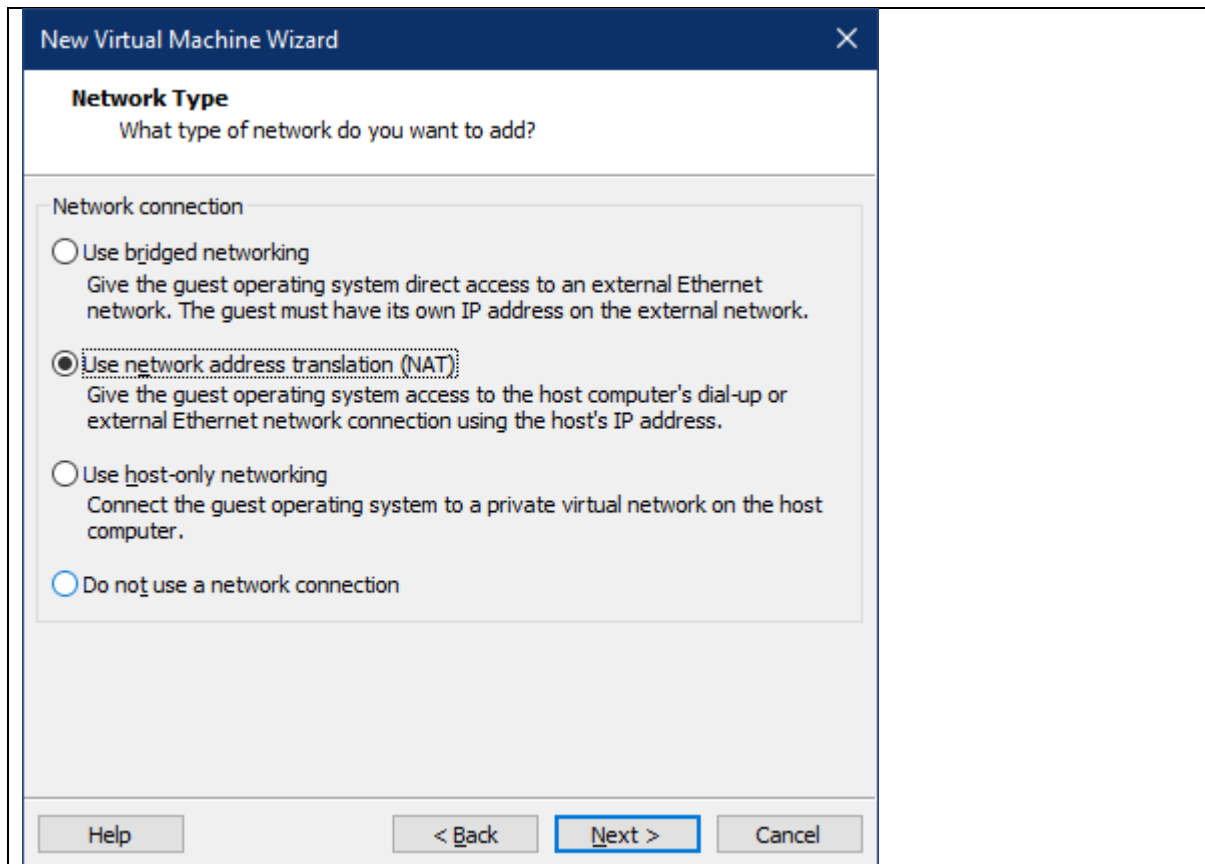 New Virtual Machine Wizard
Network Type
What type of network do you want to add?
Network connection
Use bridged networking
Give the guest operating system direct access to an external Ethernet
network. The guest must have its own IP address on the external network.
Use network address translation (NAT)
Give the guest operating system access to the host computer's dial-up or
external Ethernet network connection using the host's IP address.
Use host-only networking
Connect the guest operating system to a private virtual network on the host
computer.
Do not use a network connection
Help < Back Next > Cancel